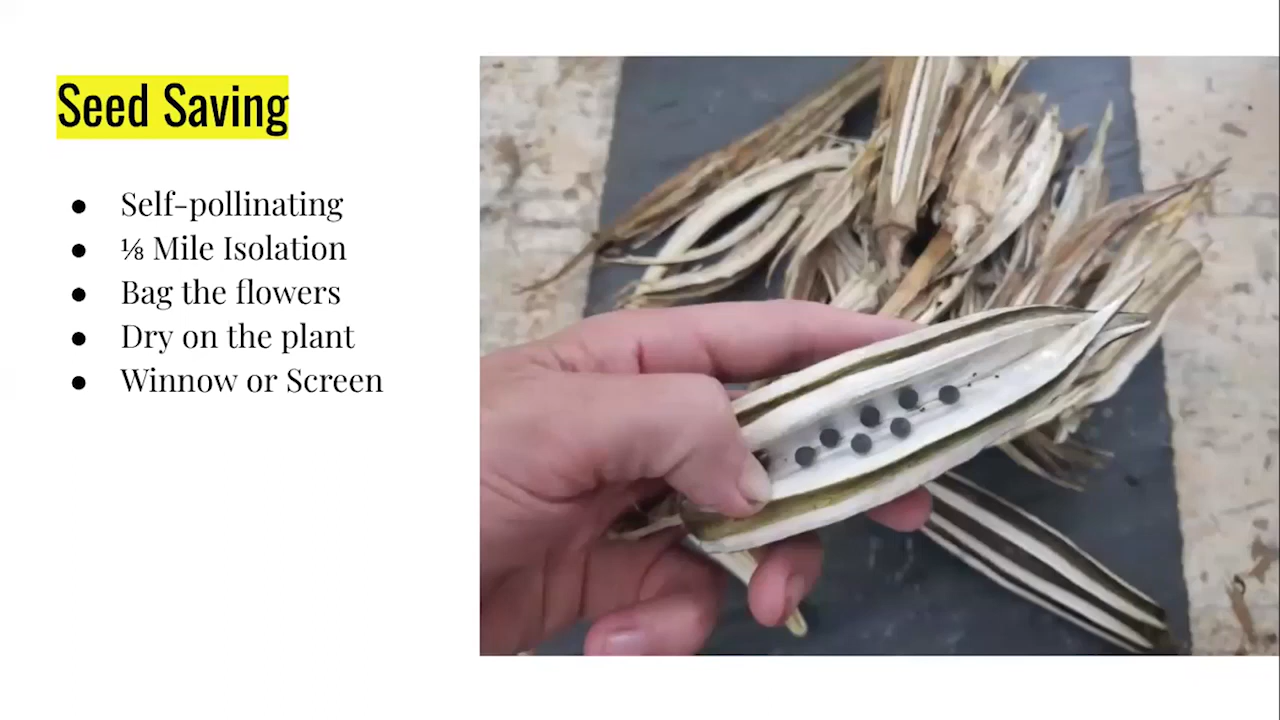 Seed Saving
● Self-pollinating
● ⅛ Mile Isolation
● Bag the flowers
● Dry on the plant
● Winnow or Screen